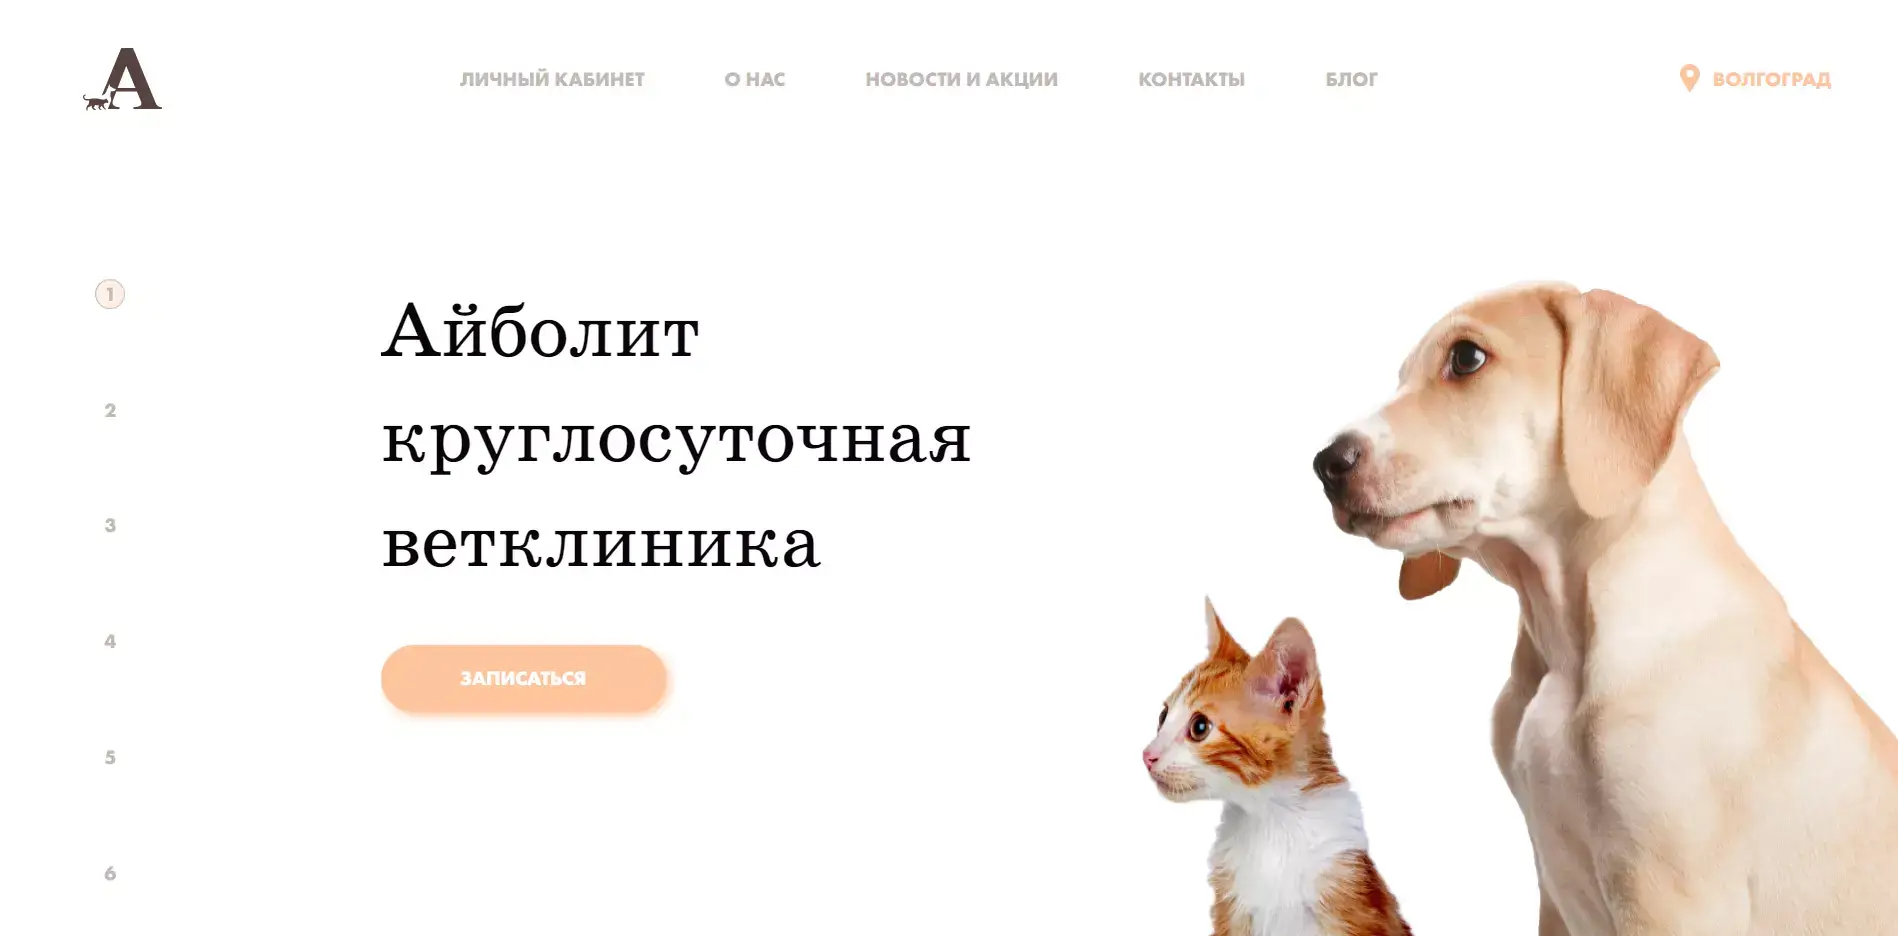 А
ЛИЧНЫЙ КАБИНЕТ
О НАС
НОВОСТИ И АКЦИИ
КОНТАКТЫ
БЛОГ
ВОЛГОГРАД
1
2
3
4
5
6
Айболит
круглосуточная
ветклиника
ЗАПИСАТЬСЯ